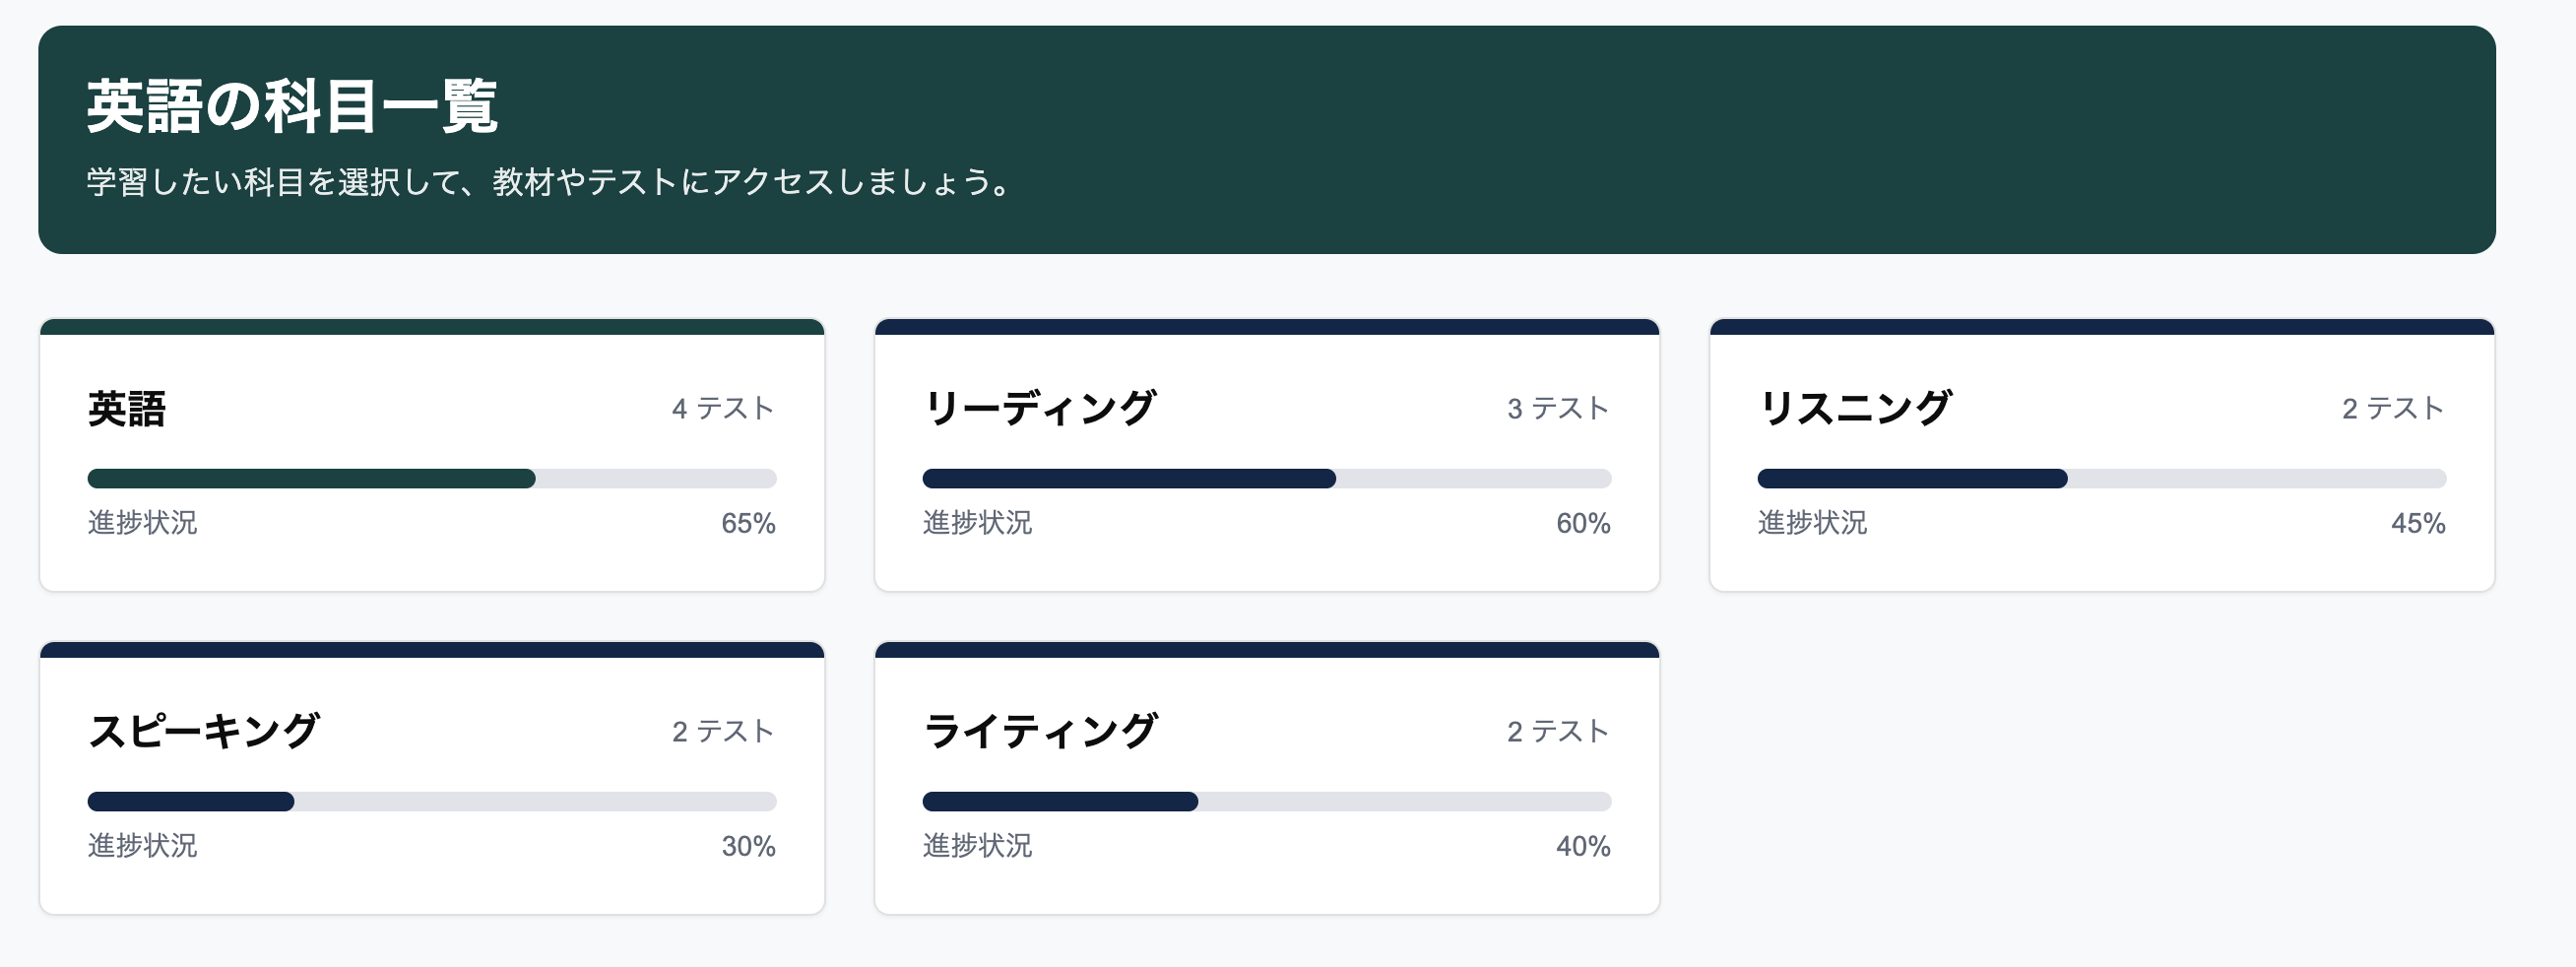 英語の科目一覧
学習したい科目を選択して、教材やテストにアクセスしましょう。
英語 4 テスト
進捗状況 65%
リーディング 3 テスト
進捗状況 60%
リスニング 2 テスト
進捗状況 45%
スピーキング 2 テスト
進捗状況 30%
ライティング 2 テスト
進捗状況 40%